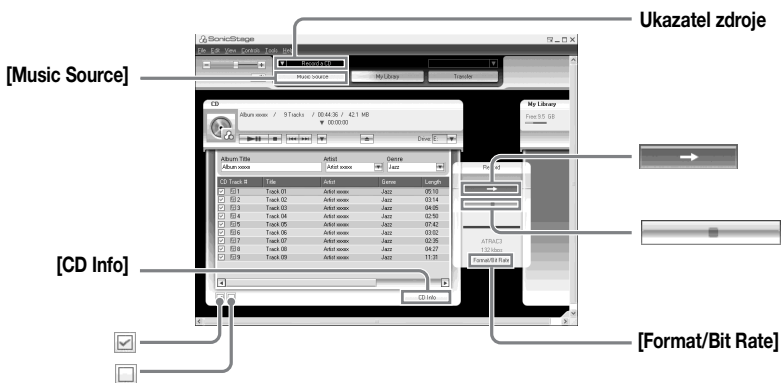 Ukazatel zdroje
SonicStage
File Edit View Controls Tools Help
Record a CD
[Music Source]
Music Source My Library Transfer
CD
My Library
Album xxxxx / 9 Tracks / 00:44:36 / 42.1 MB
00:00:00
Free 9.5 GB
Drive: E:
Album Title Artist Genre
Album xxxxx Artist xxxxx Jazz
Record
CD Track # Title Artist Genre Length
1 Track 01 Artist xxxxx Jazz 05:10
2 Track 02 Artist xxxxx Jazz 03:14
3 Track 03 Artist xxxxx Jazz 04:05
4 Track 04 Artist xxxxx Jazz 02:50
5 Track 05 Artist xxxxx Jazz 07:42
6 Track 06 Artist xxxxx Jazz 03:02
7 Track 07 Artist xxxxx Jazz 02:35
8 Track 08 Artist xxxxx Jazz 04:27
9 Track 09 Artist xxxxx Jazz 11:31
ATRAC3
132 kbps
Format/Bit Rate
[CD Info]
CD Info
[Format/Bit Rate]